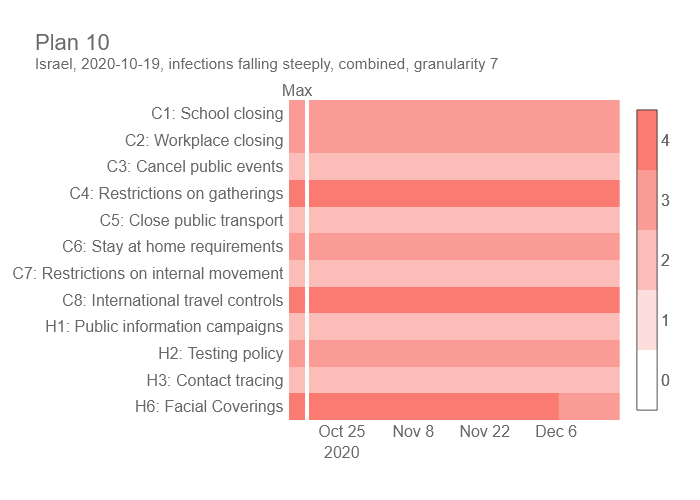 Plan 10
Israel, 2020-10-19, infections falling steeply, combined, granularity 7
Max
C1: School closing
C2: Workplace closing
C3: Cancel public events
C4: Restrictions on gatherings
C5: Close public transport
C6: Stay at home requirements
C7: Restrictions on internal movement
C8: International travel controls
H1: Public information campaigns
H2: Testing policy
H3: Contact tracing
H6: Facial Coverings
Oct 25 Nov 8 Nov 22 Dec 6
2020
4
3
2
1
0